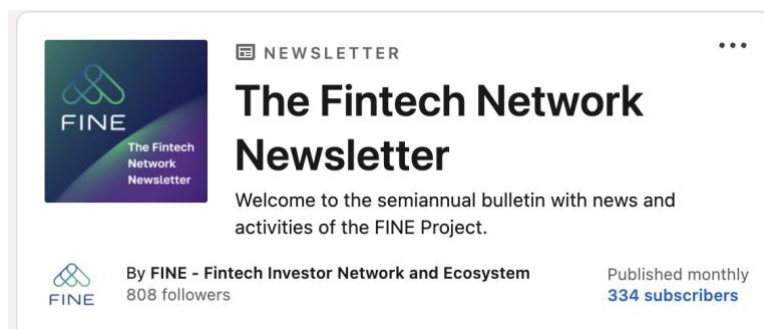 FINE
The Fintech
Network
Newsletter
NEWSLETTER
The Fintech Network
Newsletter
Welcome to the semiannual bulletin with news and
activities of the FINE Project.
FINE
By FINE - Fintech Investor Network and Ecosystem
808 followers
Published monthly
334 subscribers